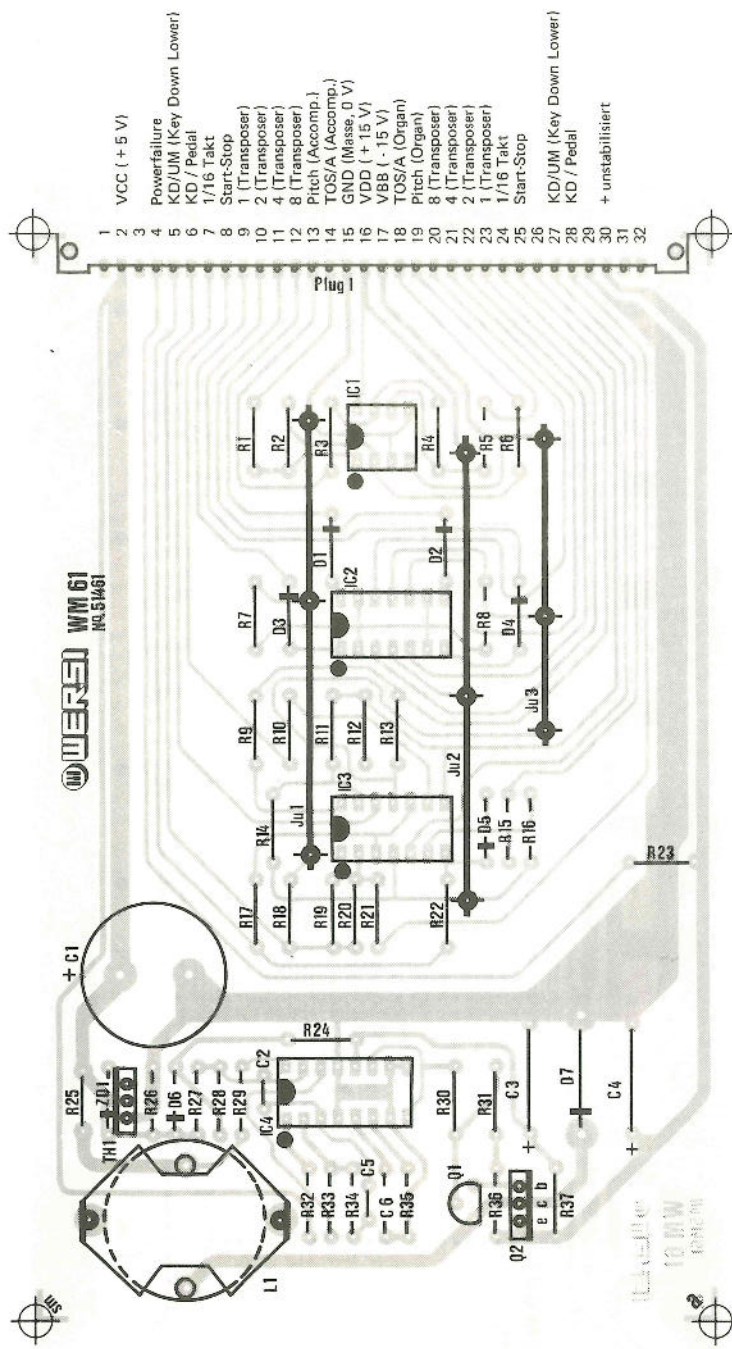 WERSI WM 61
No. 51461
1
2 VCC (+ 5 V)
3
4 Powerfailure
5 KD/UM (Key Down Lower)
6 KD / Pedal
7 1/16 Takt
8 Start-Stop
9 1 (Transposer)
10 2 (Transposer)
11 4 (Transposer)
12 8 (Transposer)
13 Pitch (Accomp.)
14 TOS/A (Accomp.)
15 GND (Masse, 0 V)
16 VDD (+ 15 V)
17 VBB (- 15 V)
18 TOS/A (Organ)
19 Pitch (Organ)
20 8 (Transposer)
21 4 (Transposer)
22 2 (Transposer)
23 1 (Transposer)
24 1/16 Takt
25 Start-Stop
26
27 KD/UM (Key Down Lower)
28 KD / Pedal
29
30 + unstabilisiert
31
32
Plug 1
R1
R2
R3
IC1
R4
R5
R6
D1
D2
R7
D3
IC2
R8
D4
R9
R10
R11
R12
R13
Ju1
Ju2
Ju3
R14
IC3
D5
R15
R16
R17
R18
R19
R20
R21
R22
R23
+ C1
R24
R25
ZD1
TH1
R26
D6
R27
R28
R29
C2
IC4
R30
R31
C3
+
D7
C4
+
L1
R32
R33
R34
C5
C6
R35
Q1
R36
Q2
e c b
R37
sm
a
WM 61